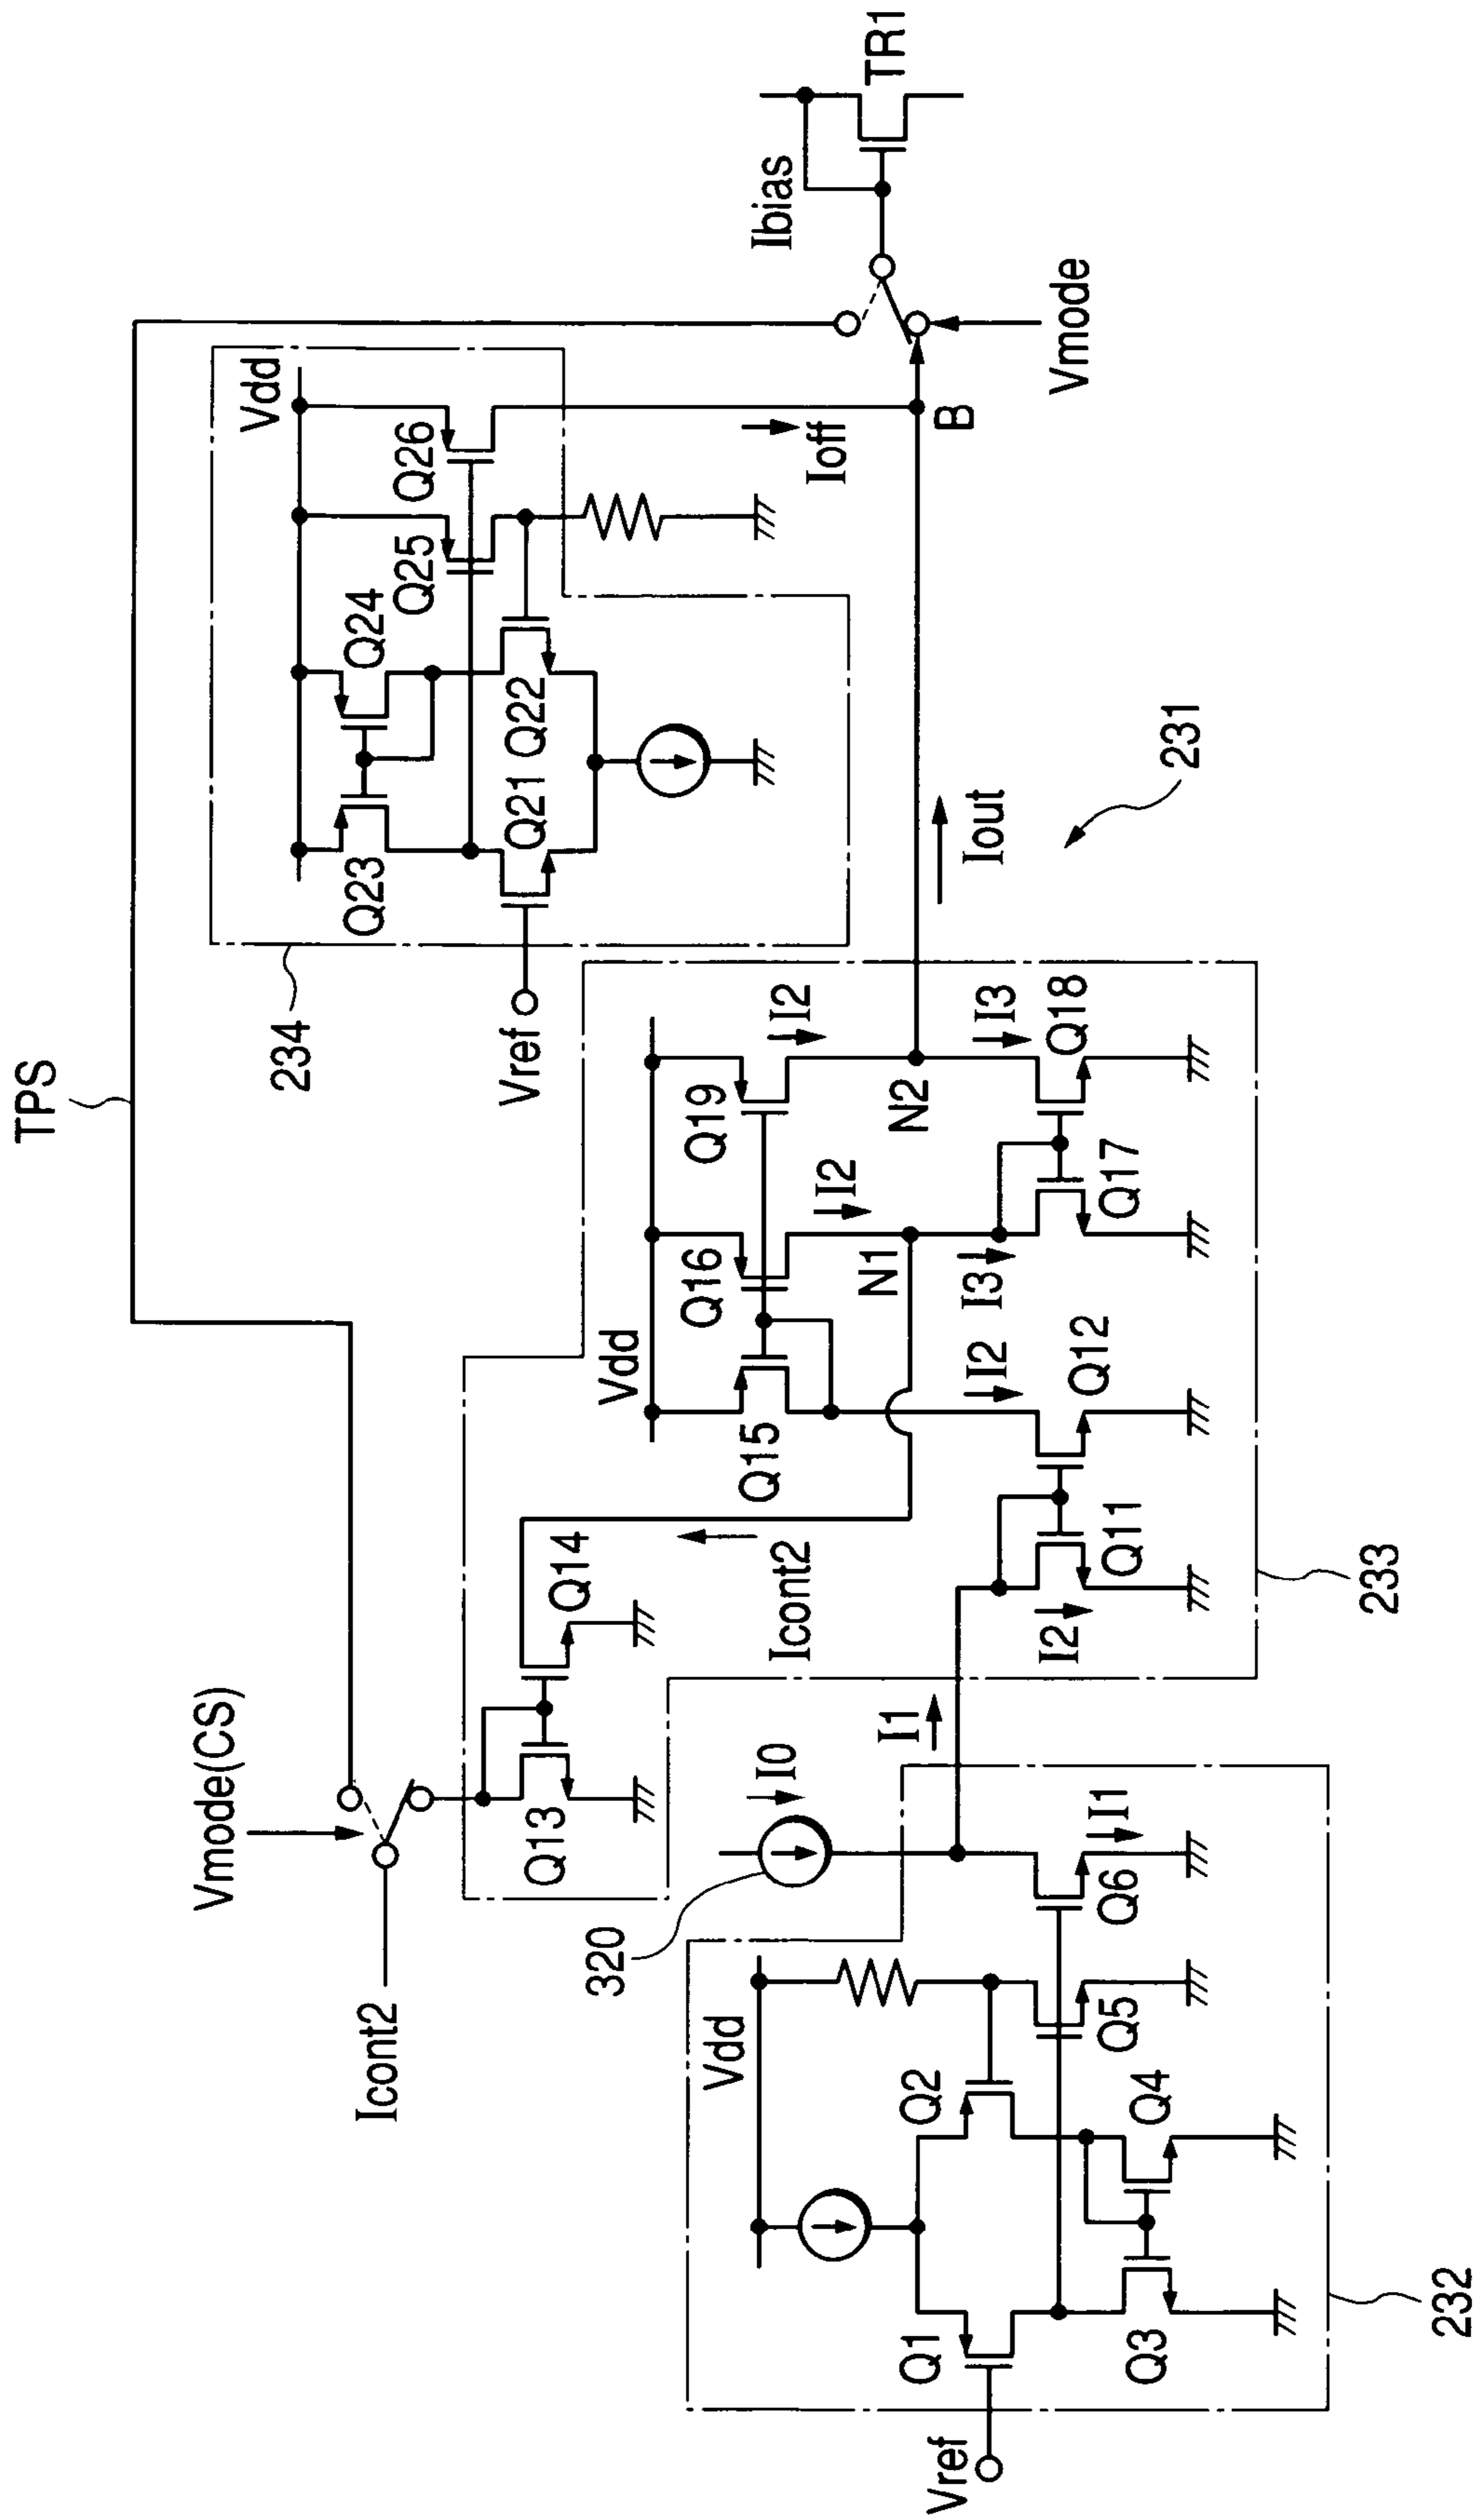 TPS
234
Vdd
Q23
Q24
Q25
Q26
Q21
Q22
Vref
Ioff
B
Ibias
TR1
Vmode
Iout
231
Vmode(CS)
Icont2
Q13
Q14
Icont2
Vdd
Q15
Q16
Q19
I2
I2
N1
N2
I2
I3
I3
Q11
Q12
Q17
Q18
I2
233
320
I0
I1
I1
Vdd
Q1
Q2
Q3
Q4
Q5
Q6
Vref
232